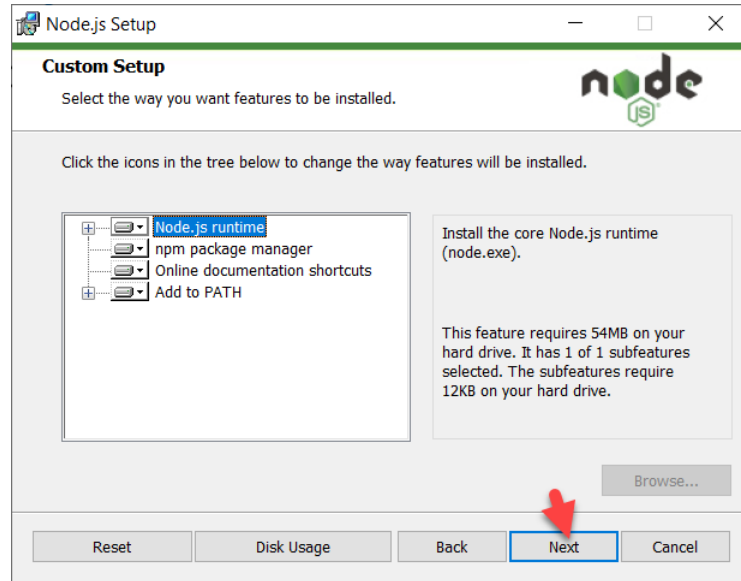 Node.js Setup
Custom Setup
Select the way you want features to be installed.
node
JS
Click the icons in the tree below to change the way features will be installed.
Node.js runtime
npm package manager
Online documentation shortcuts
Add to PATH
Install the core Node.js runtime
(node.exe).
This feature requires 54MB on your
hard drive. It has 1 of 1 subfeatures
selected. The subfeatures require
12KB on your hard drive.
Browse...
Reset
Disk Usage
Back
Next
Cancel